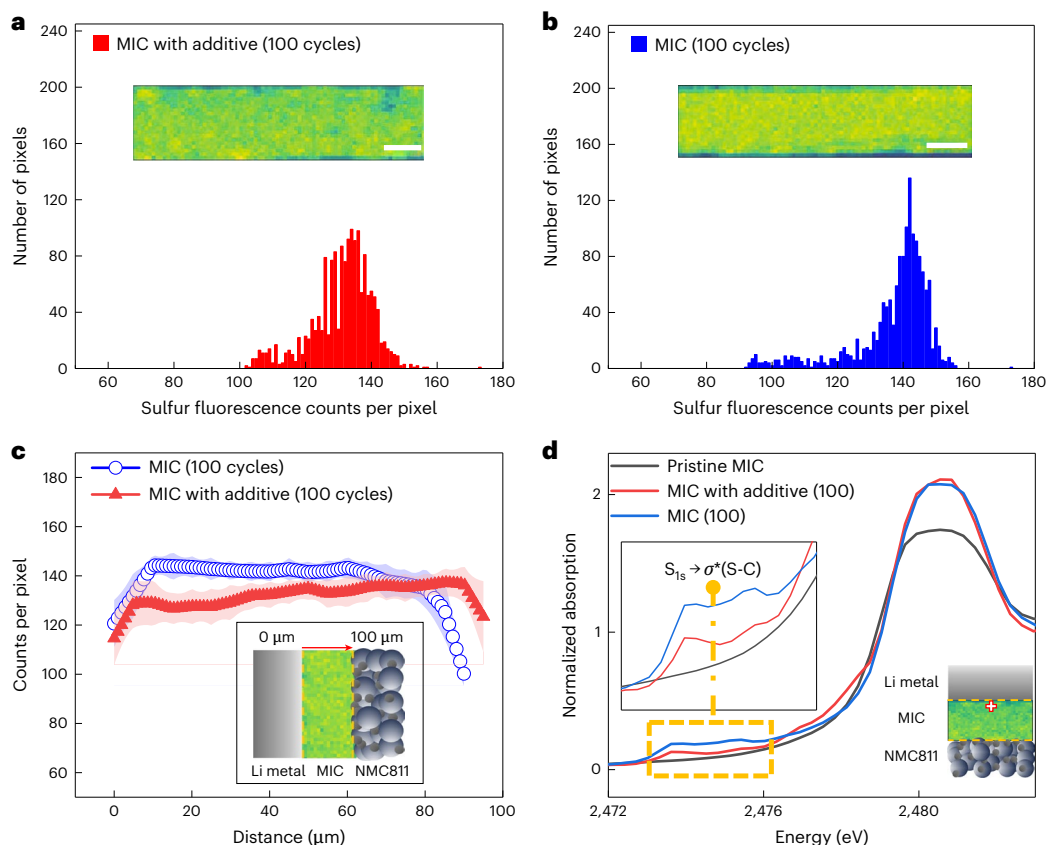 a
MIC with additive (100 cycles)
Number of pixels
240
200
160
120
80
40
0
60 80 100 120 140 160 180
Sulfur fluorescence counts per pixel
b
MIC (100 cycles)
Number of pixels
240
200
160
120
80
40
0
60 80 100 120 140 160 180
Sulfur fluorescence counts per pixel
c
MIC (100 cycles)
MIC with additive (100 cycles)
Counts per pixel
180
160
140
120
100
80
60
0 µm 100 µm
Li metal MIC NMC811
0 20 40 60 80 100
Distance (µm)
d
Pristine MIC
MIC with additive (100)
MIC (100)
Normalized absorption
2
1
0
S1s → σ*(S-C)
Li metal
MIC
NMC811
2,472 2,476 2,480
Energy (eV)